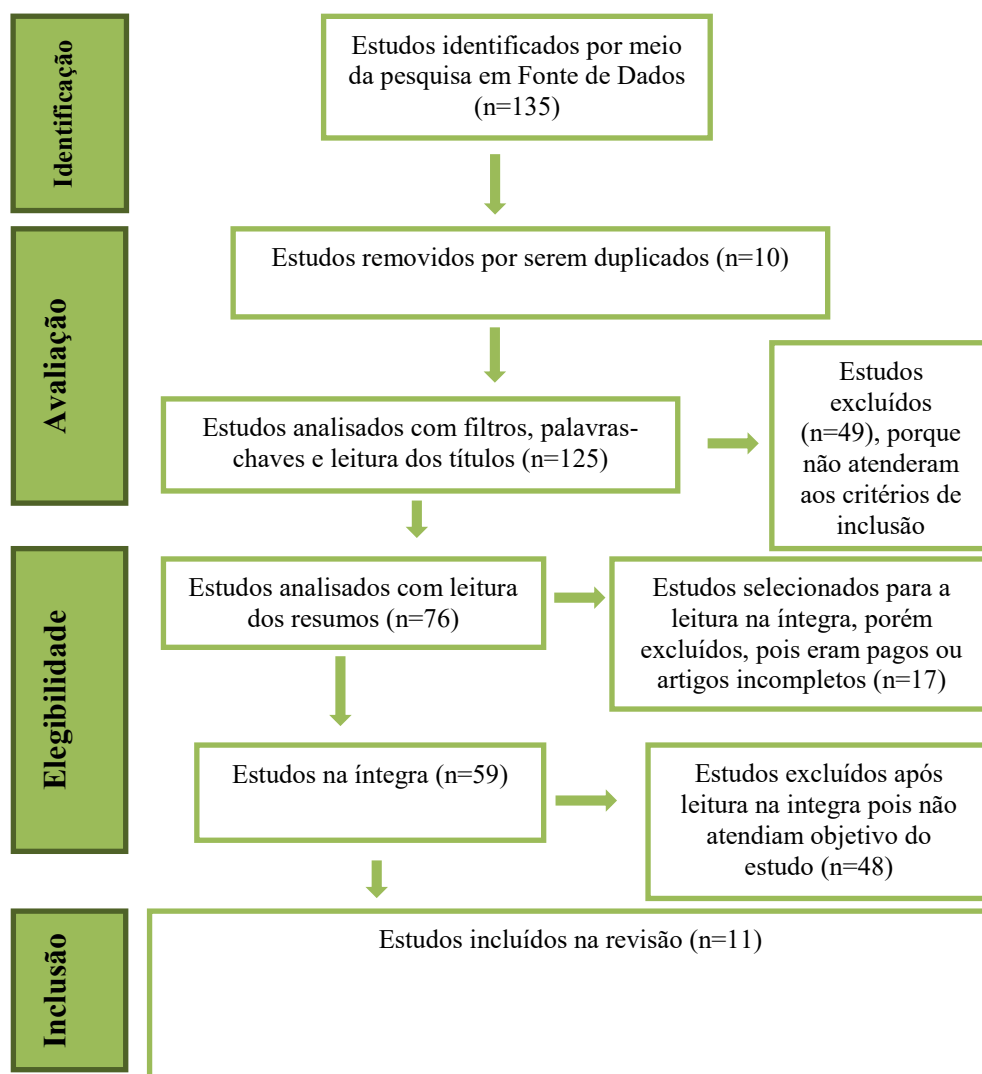 Identificação
Estudos identificados por meio
da pesquisa em Fonte de Dados
(n=135)
Avaliação
Estudos removidos por serem duplicados (n=10)
Estudos analisados com filtros, palavras-
chaves e leitura dos títulos (n=125)
Estudos
excluídos
(n=49), porque
não atenderam
aos critérios de
inclusão
Elegibilidade
Estudos analisados com leitura
dos resumos (n=76)
Estudos selecionados para a
leitura na íntegra, porém
excluídos, pois eram pagos ou
artigos incompletos (n=17)
Estudos na íntegra (n=59)
Estudos excluídos após
leitura na integra pois não
atendiam objetivo do
estudo (n=48)
Inclusão
Estudos incluídos na revisão (n=11)